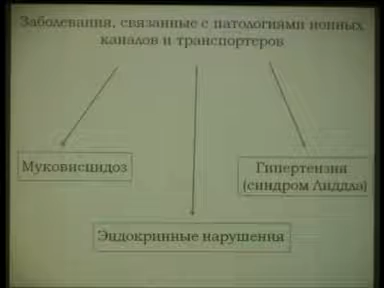 Заболевания, связанные с патологиями ионных
каналов и транспортеров
Муковисцидоз
Гипертензия
(синдром Лиддла)
Эндокринные нарушения